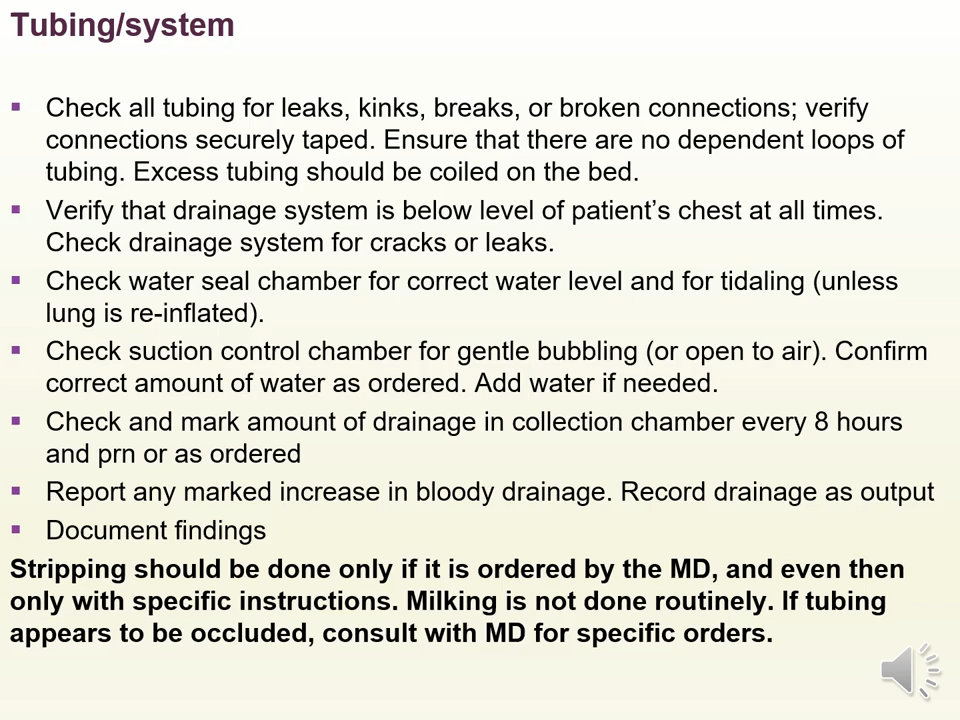 Tubing/system
▪ Check all tubing for leaks, kinks, breaks, or broken connections; verify
connections securely taped. Ensure that there are no dependent loops of
tubing. Excess tubing should be coiled on the bed.
▪ Verify that drainage system is below level of patient’s chest at all times.
Check drainage system for cracks or leaks.
▪ Check water seal chamber for correct water level and for tidaling (unless
lung is re-inflated).
▪ Check suction control chamber for gentle bubbling (or open to air). Confirm
correct amount of water as ordered. Add water if needed.
▪ Check and mark amount of drainage in collection chamber every 8 hours
and prn or as ordered
▪ Report any marked increase in bloody drainage. Record drainage as output
▪ Document findings
Stripping should be done only if it is ordered by the MD, and even then
only with specific instructions. Milking is not done routinely. If tubing
appears to be occluded, consult with MD for specific orders.